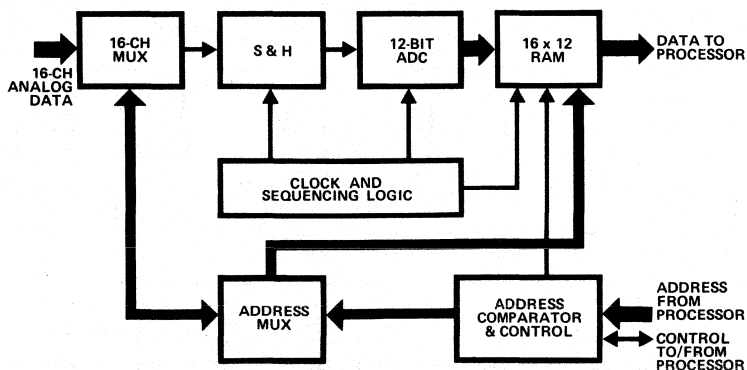 16-CH
MUX
S & H
12-BIT
ADC
16 x 12
RAM
DATA TO
PROCESSOR
16-CH
ANALOG
DATA
CLOCK AND
SEQUENCING LOGIC
ADDRESS
MUX
ADDRESS
COMPARATOR
& CONTROL
ADDRESS
FROM
PROCESSOR
CONTROL
TO/FROM
PROCESSOR